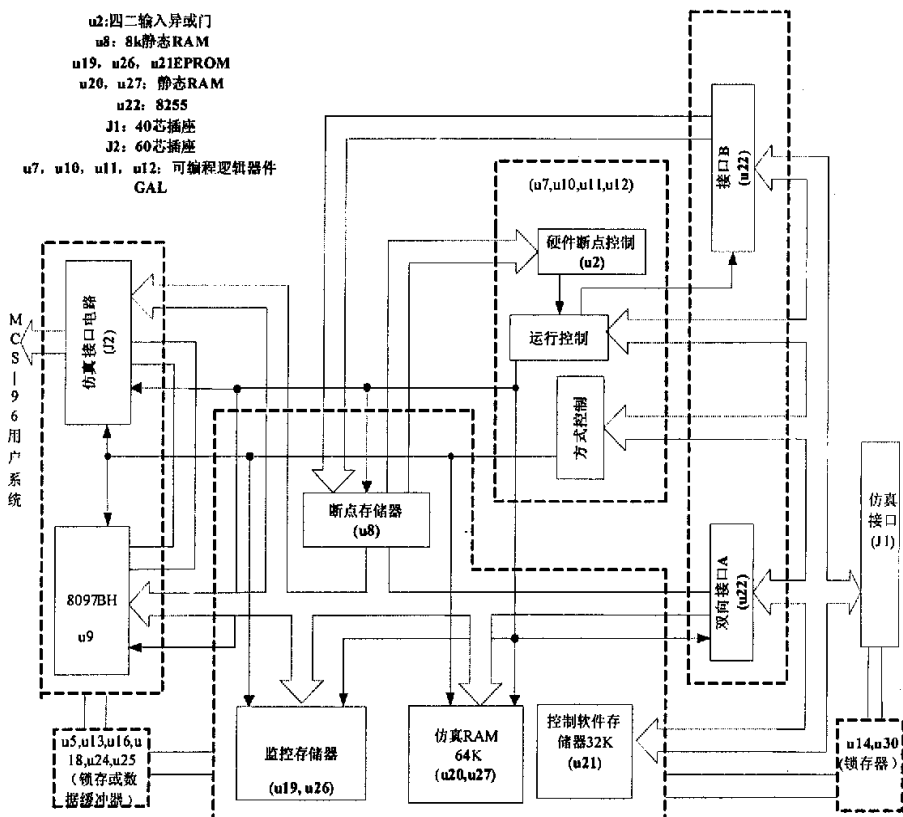 u2:四二输入异或门
u8: 8k静态RAM
u19, u26, u21EPROM
u20, u27: 静态RAM
u22: 8255
J1: 40芯插座
J2: 60芯插座
u7, u10, u11, u12: 可编程逻辑器件
GAL
(u7,u10,u11,u12)
接口B
(u22)
硬件断点控制
(u2)
运行控制
方式控制
MCS—96用户系统
仿真接口电路
(J2)
断点存储器
(u8)
8097BH
u9
双向接口A
(u22)
仿真
接口
(J1)
监控存储器
(u19, u26)
仿真RAM
64K
(u20,u27)
控制软件存
储器32K
(u21)
u5,u13,u16,u
18,u24,u25
(锁存或数
据缓冲器)
u14,u30
(锁存器)